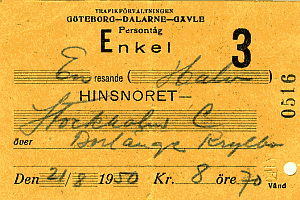 TRAFIKFÖRVALTNINGEN
GÖTEBORG-DALARNE-GÄVLE
Persontåg
Enkel 3
En resande (Halv
HINSNORET—
Stockholm C
över Borlänge Krylbo
Den 21/8 1950 Kr. 8 öre 70
Vänd
0516